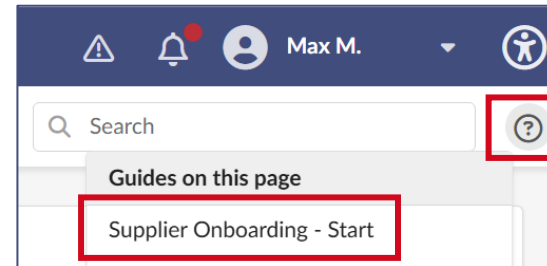 Max M.
Search
Guides on this page
Supplier Onboarding - Start